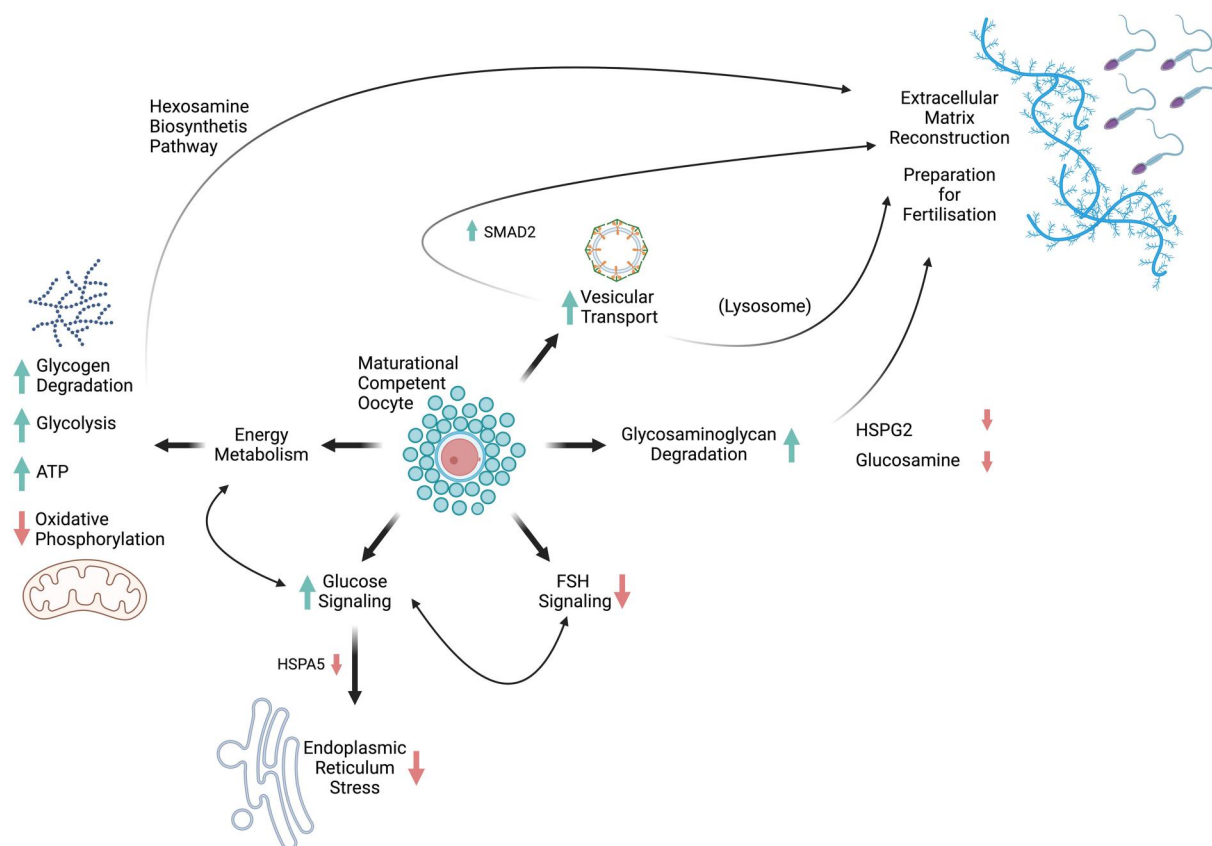 Hexosamine
Biosynthetis
Pathway
Extracellular
Matrix
Reconstruction
Preparation
for
Fertilisation
SMAD2
Vesicular
Transport
(Lysosome)
Glycogen
Degradation
Glycolysis
ATP
Oxidative
Phosphorylation
Energy
Metabolism
Maturational
Competent
Oocyte
Glycosaminoglycan
Degradation
HSPG2
Glucosamine
Glucose
Signaling
FSH
Signaling
HSPA5
Endoplasmic
Reticulum
Stress